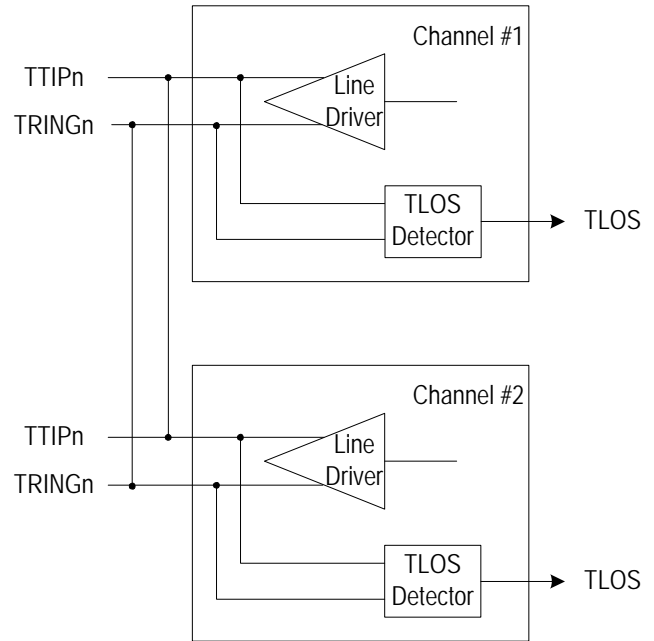 Channel #1
TTIPn
Line
Driver
TRINGn
TLOS
Detector
TLOS
Channel #2
TTIPn
Line
Driver
TRINGn
TLOS
Detector
TLOS